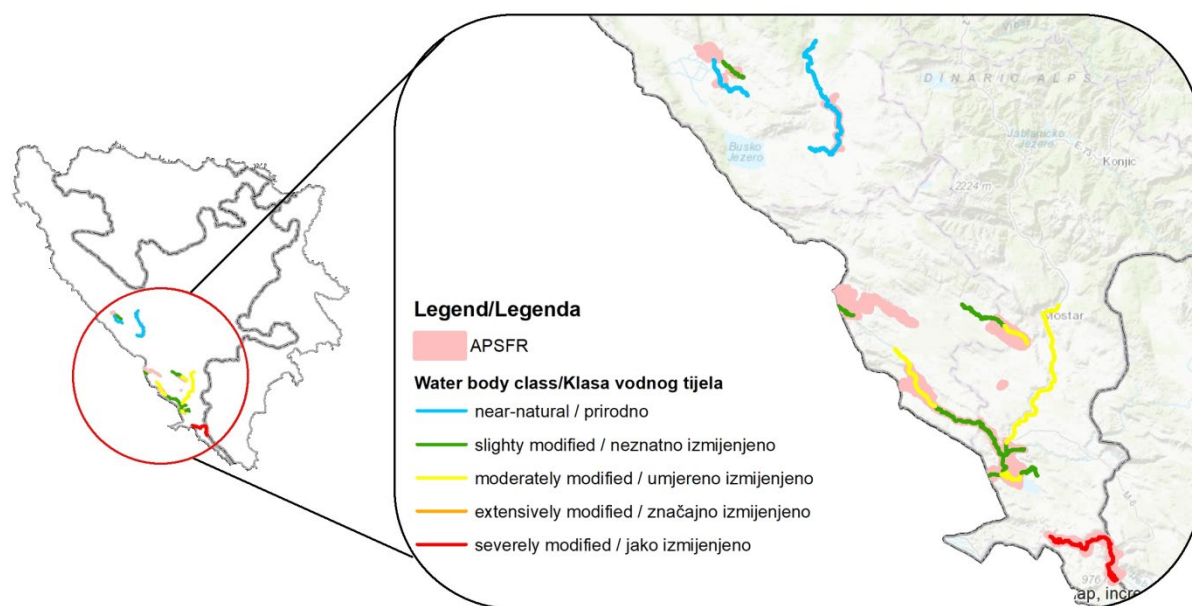 DINARIC ALPS
Jablaničko
Jezero
Konjic
Busko
Jezero
2224 m
Mostar
Legend/Legenda
APSFR
Water body class/Klasa vodnog tijela
near-natural / prirodno
slighty modified / neznatno izmijenjeno
moderately modified / umjereno izmijenjeno
extensively modified / značajno izmijenjeno
severely modified / jako izmijenjeno
976
ap, incre